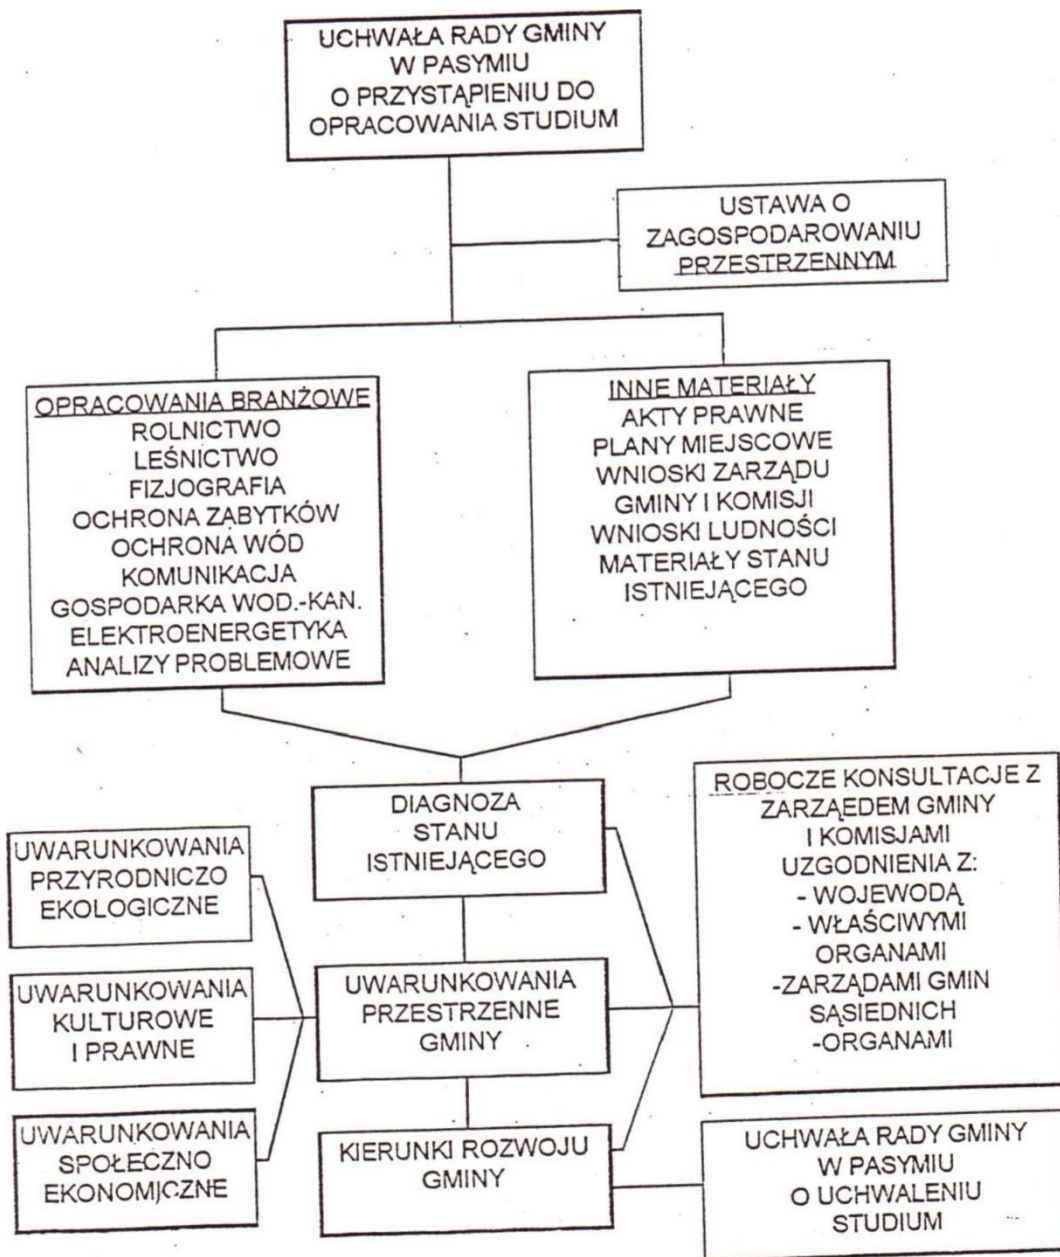 UCHWAŁA RADY GMINY
W PASYMIU
O PRZYSTĄPIENIU DO
OPRACOWANIA STUDIUM
USTAWA O
ZAGOSPODAROWANIU
PRZESTRZENNYM
OPRACOWANIA BRANŻOWE
ROLNICTWO
LEŚNICTWO
FIZJOGRAFIA
OCHRONA ZABYTKÓW
OCHRONA WÓD
KOMUNIKACJA
GOSPODARKA WOD.-KAN.
ELEKTROENERGETYKA
ANALIZY PROBLEMOWE
INNE MATERIAŁY
AKTY PRAWNE
PLANY MIEJSCOWE
WNIOSKI ZARZĄDU
GMINY I KOMISJI
WNIOSKI LUDNOŚCI
MATERIAŁY STANU
ISTNIEJĄCEGO
DIAGNOZA
STANU
ISTNIEJĄCEGO
ROBOCZE KONSULTACJE Z
ZARZĄEDEM GMINY
I KOMISJAMI
UZGODNIENIA Z:
- WOJEWODĄ
- WŁAŚCIWYMI
ORGANAMI
-ZARZĄDAMI GMIN
SĄSIEDNICH
-ORGANAMI
UWARUNKOWANIA
PRZYRODNICZO
EKOLOGICZNE
UWARUNKOWANIA
KULTUROWE
I PRAWNE
UWARUNKOWANIA
PRZESTRZENNE
GMINY
UWARUNKOWANIA
SPOŁECZNO
EKONOMICZNE
KIERUNKI ROZWOJU
GMINY
UCHWAŁA RADY GMINY
W PASYMIU
O UCHWALENIU
STUDIUM